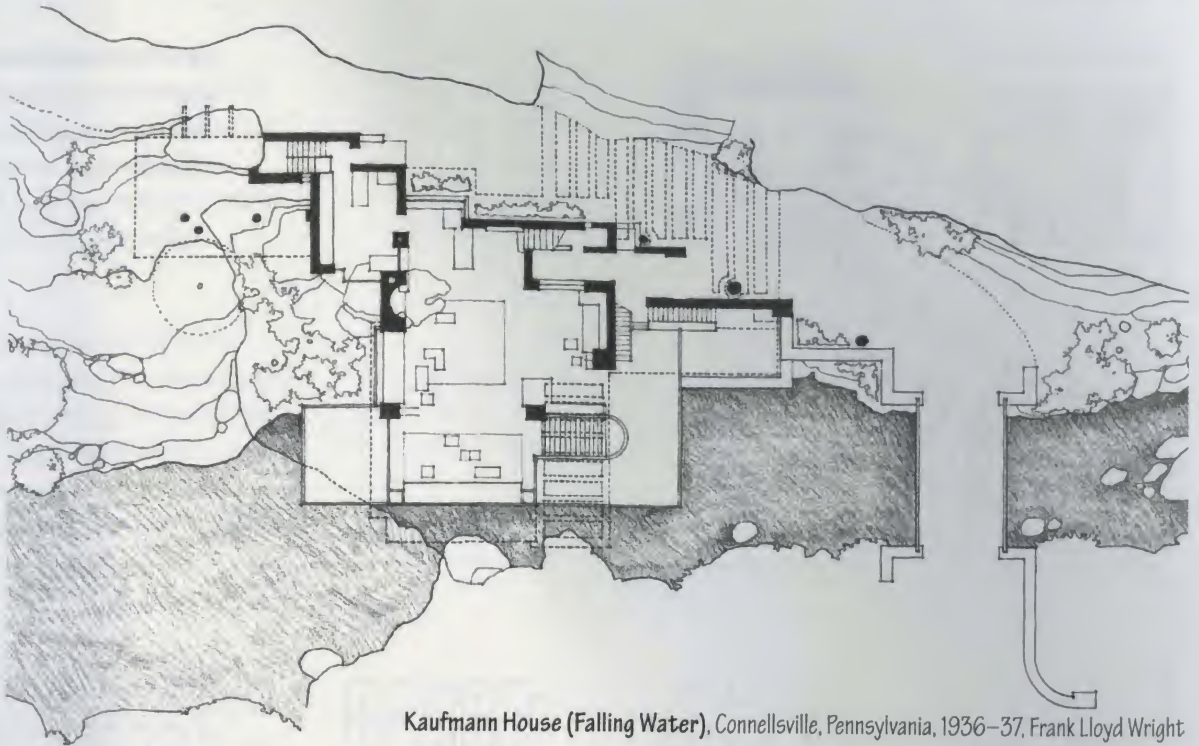 Kaufmann House (Falling Water), Connellsville, Pennsylvania, 1936–37, Frank Lloyd Wright